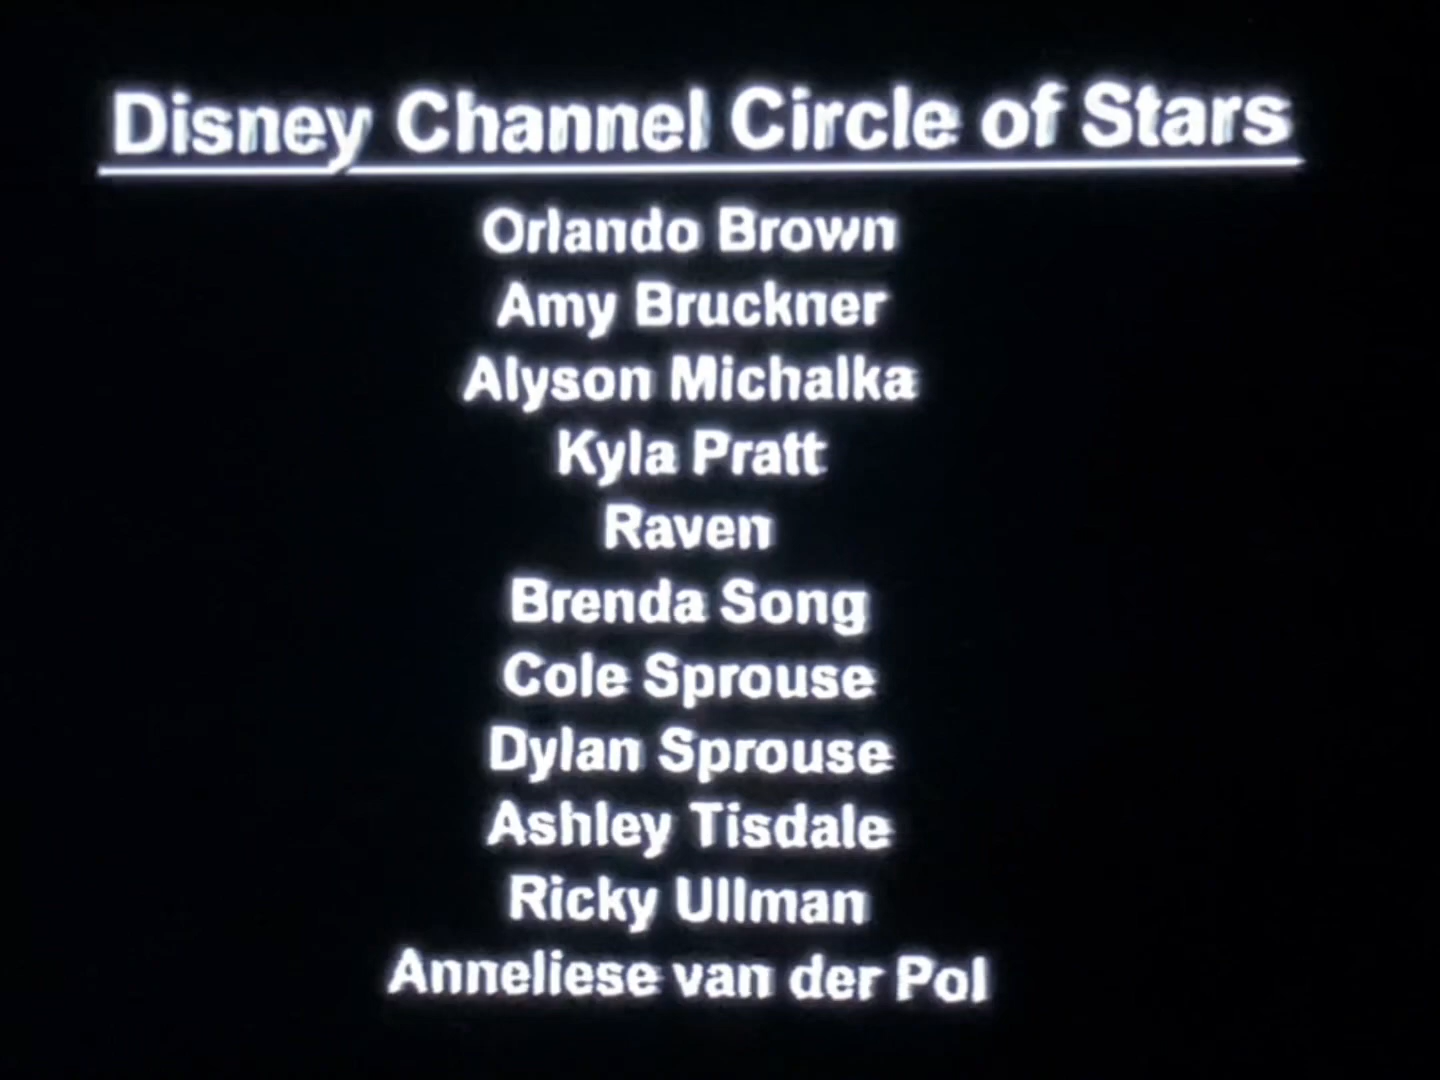 Disney Channel Circle of Stars
Orlando Brown
Amy Bruckner
Alyson Michalka
Kyla Pratt
Raven
Brenda Song
Cole Sprouse
Dylan Sprouse
Ashley Tisdale
Ricky Ullman
Anneliese van der Pol